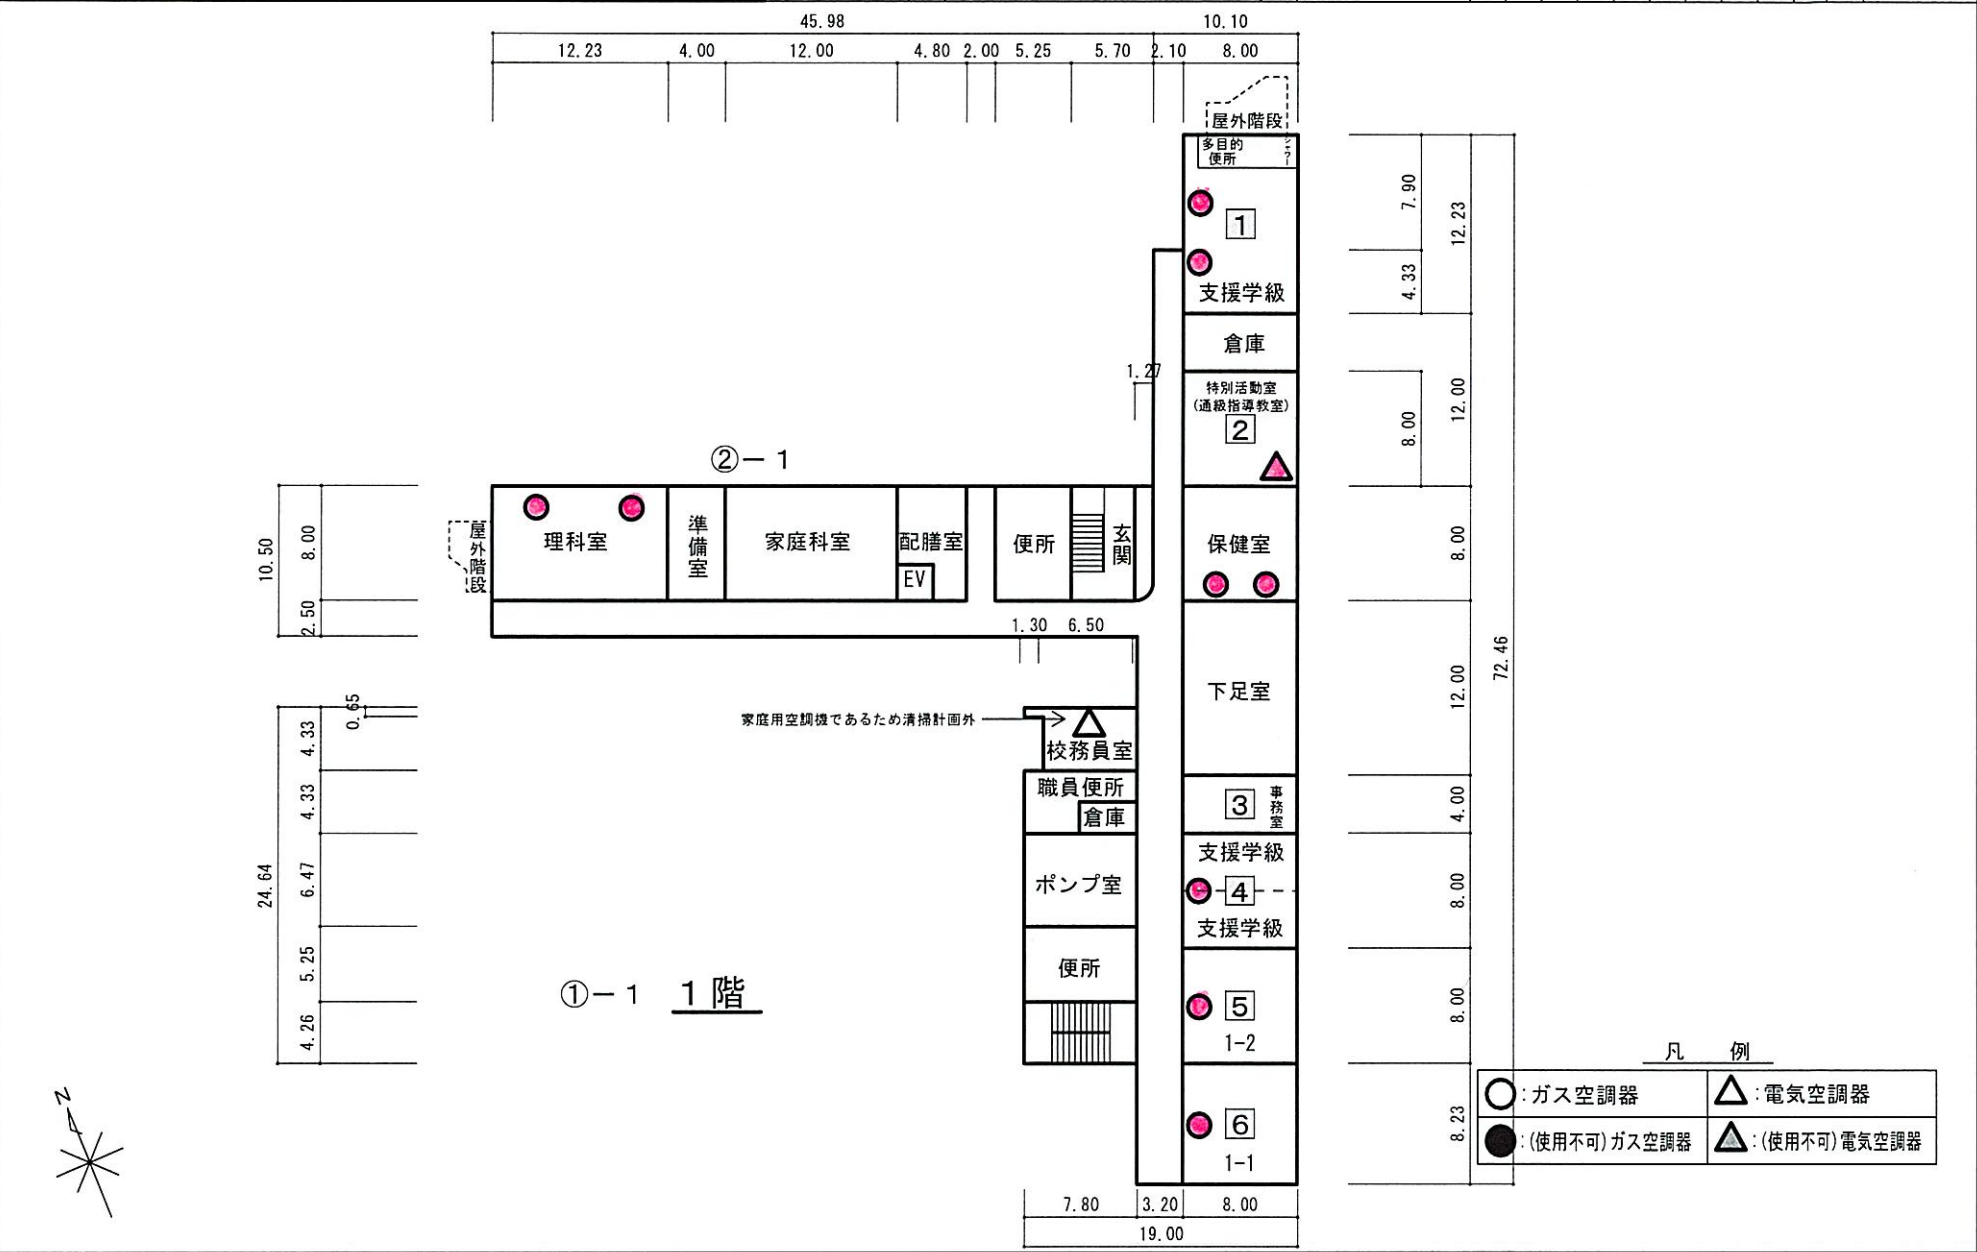 45.98
10.10
12.23
4.00
12.00
4.80
2.00
5.25
5.70
2.10
8.00
屋外階段
多目的
便所
シャワー
1
支援学級
倉庫
特別活動室
(通級指導教室)
2
7.90
4.33
12.23
8.00
12.00
1.27
②-1
屋外階段
理科室
準備室
家庭科室
配膳室
EV
便所
玄関
保健室
10.50
8.00
2.50
8.00
1.30
6.50
下足室
12.00
72.46
家庭用空調機であるため清掃計画外
校務員室
職員便所
倉庫
3
事務室
4.00
0.65
4.33
4.33
6.47
5.25
4.26
24.64
ポンプ室
支援学級
4
支援学級
8.00
便所
5
1-2
8.00
①-1 1階
6
1-1
8.23
7.80
3.20
8.00
19.00
N
凡 例
:ガス空調器
:電気空調器
:(使用不可)ガス空調器
:(使用不可)電気空調器